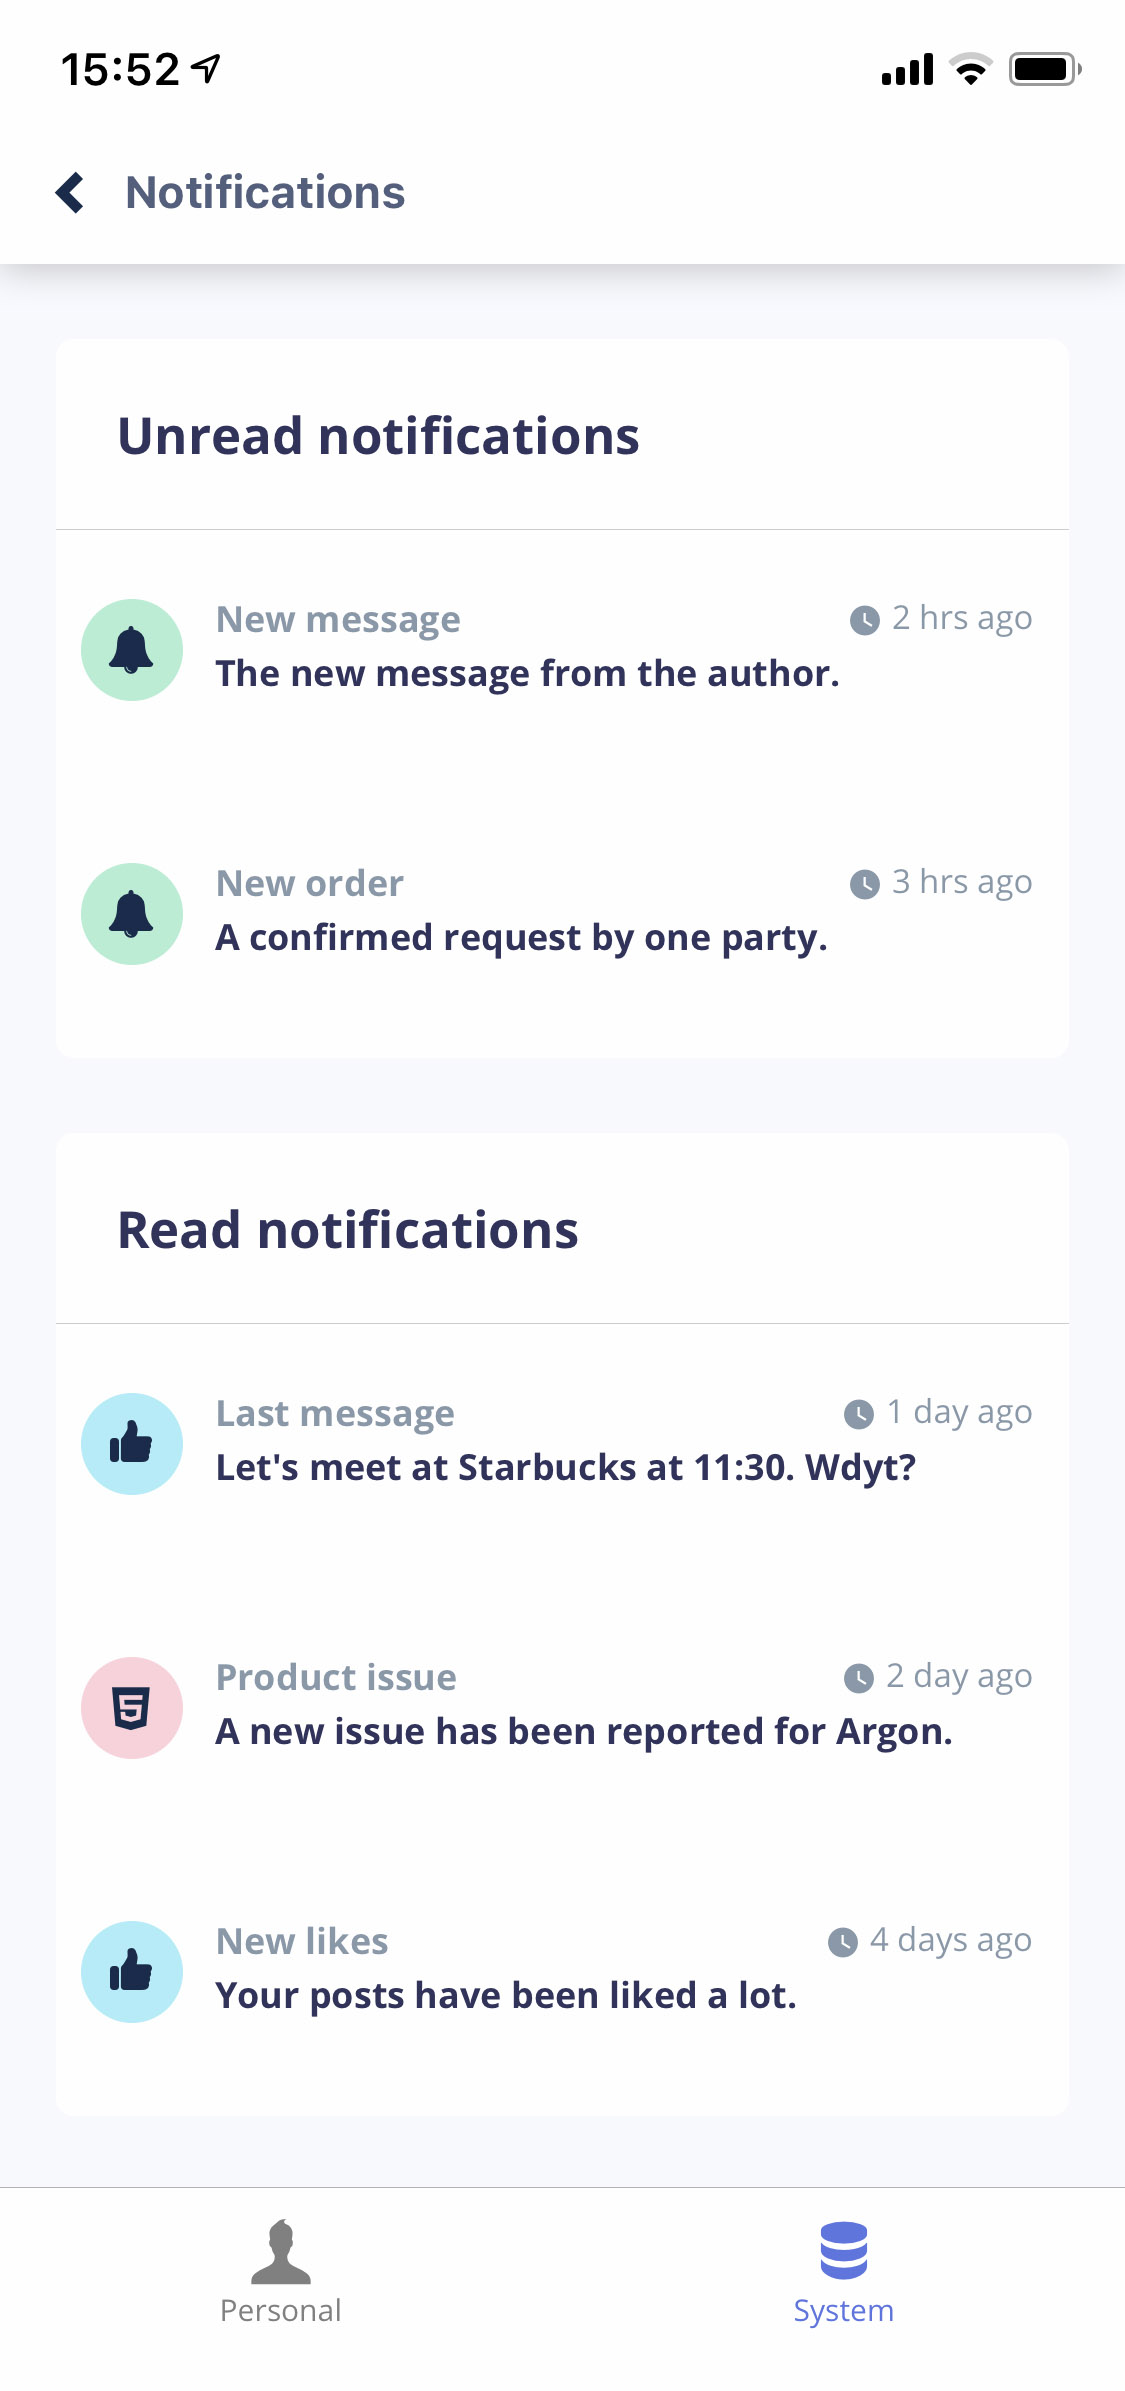 15:52
Notifications
Unread notifications
New message
2 hrs ago
The new message from the author.
New order
3 hrs ago
A confirmed request by one party.
Read notifications
Last message
1 day ago
Let's meet at Starbucks at 11:30. Wdyt?
Product issue
2 day ago
A new issue has been reported for Argon.
New likes
4 days ago
Your posts have been liked a lot.
Personal
System